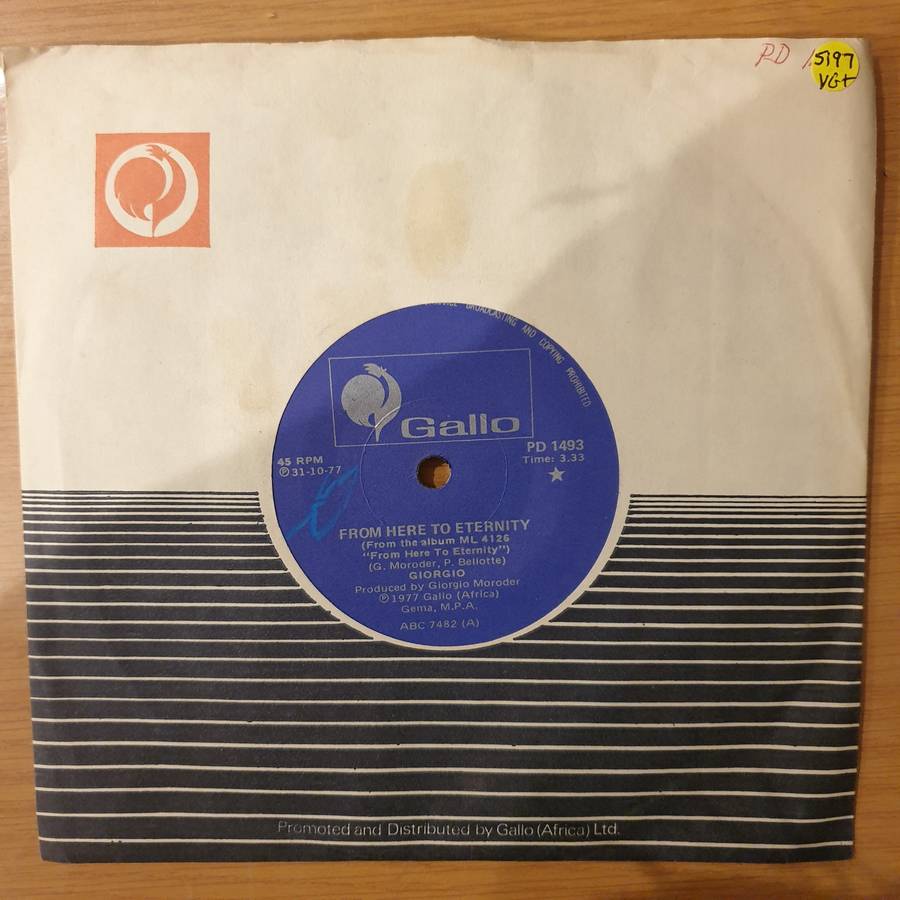 PD
5197
VG+
BROADCASTING AND COPYING PROHIBITED
Gallo
45 RPM
℗ 31-10-77
PD 1493
Time: 3.33
FROM HERE TO ETERNITY
(From the album ML 4126
"From Here To Eternity")
(G. Moroder, P. Bellotte)
GIORGIO
Produced by Giorgio Moroder
℗ 1977 Gallo (Africa)
Gema, M.P.A.
ABC 7482 (A)
Promoted and Distributed by Gallo (Africa) Ltd.